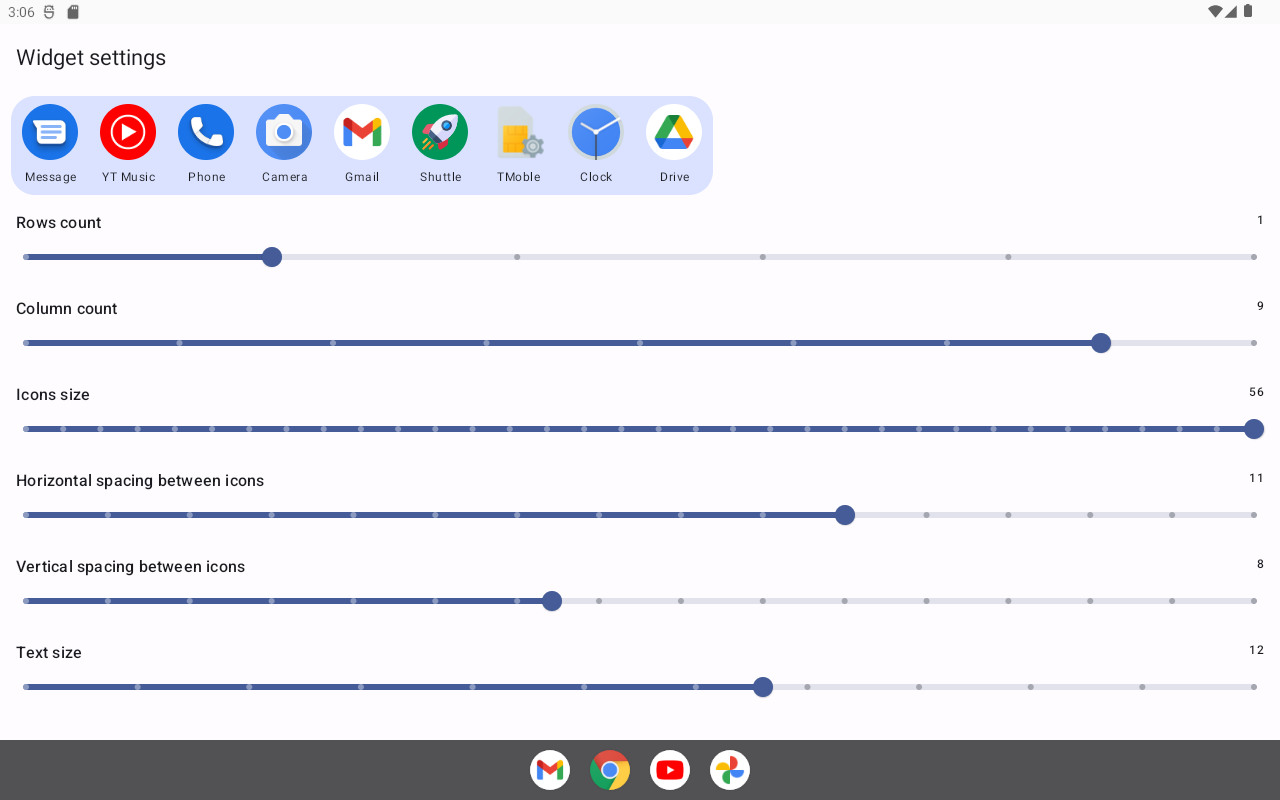 3:06
Widget settings
Message YT Music Phone Camera Gmail Shuttle TMoble Clock Drive
Rows count 1
Column count 9
Icons size 56
Horizontal spacing between icons 11
Vertical spacing between icons 8
Text size 12